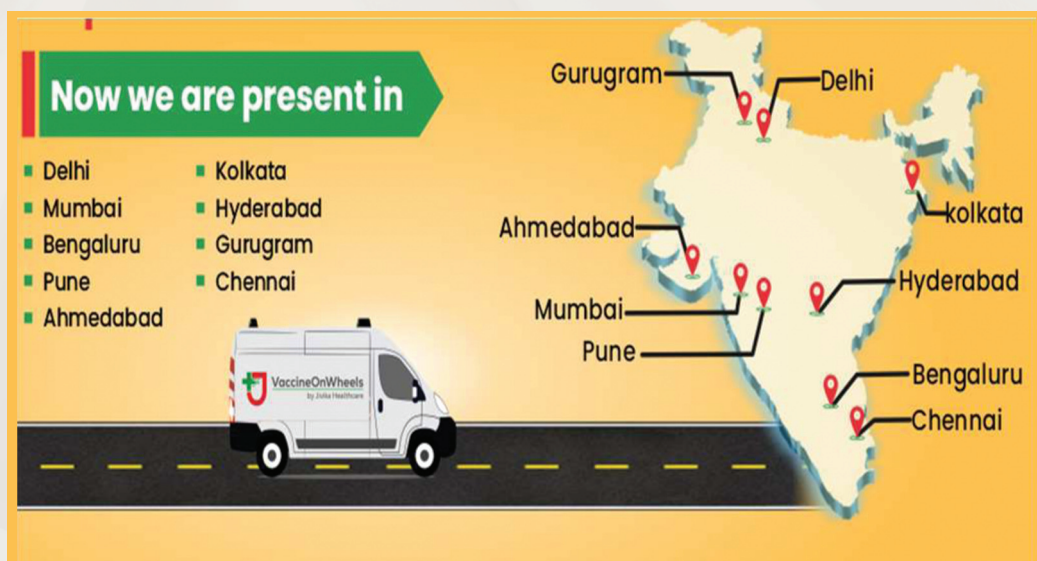 Now we are present in
Delhi
Mumbai
Bengaluru
Pune
Ahmedabad
Kolkata
Hyderabad
Gurugram
Chennai
VaccineOnWheels
by Jivika Healthcare
Gurugram
Delhi
kolkata
Ahmedabad
Hyderabad
Mumbai
Pune
Bengaluru
Chennai